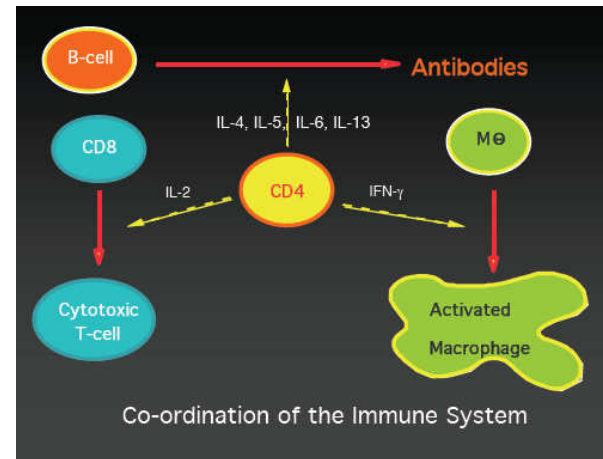 B-cell
Antibodies
IL-4, IL-5, IL-6, IL-13
CD8
MΘ
IL-2
CD4
IFN-γ
Cytotoxic
T-cell
Activated
Macrophage
Co-ordination of the Immune System